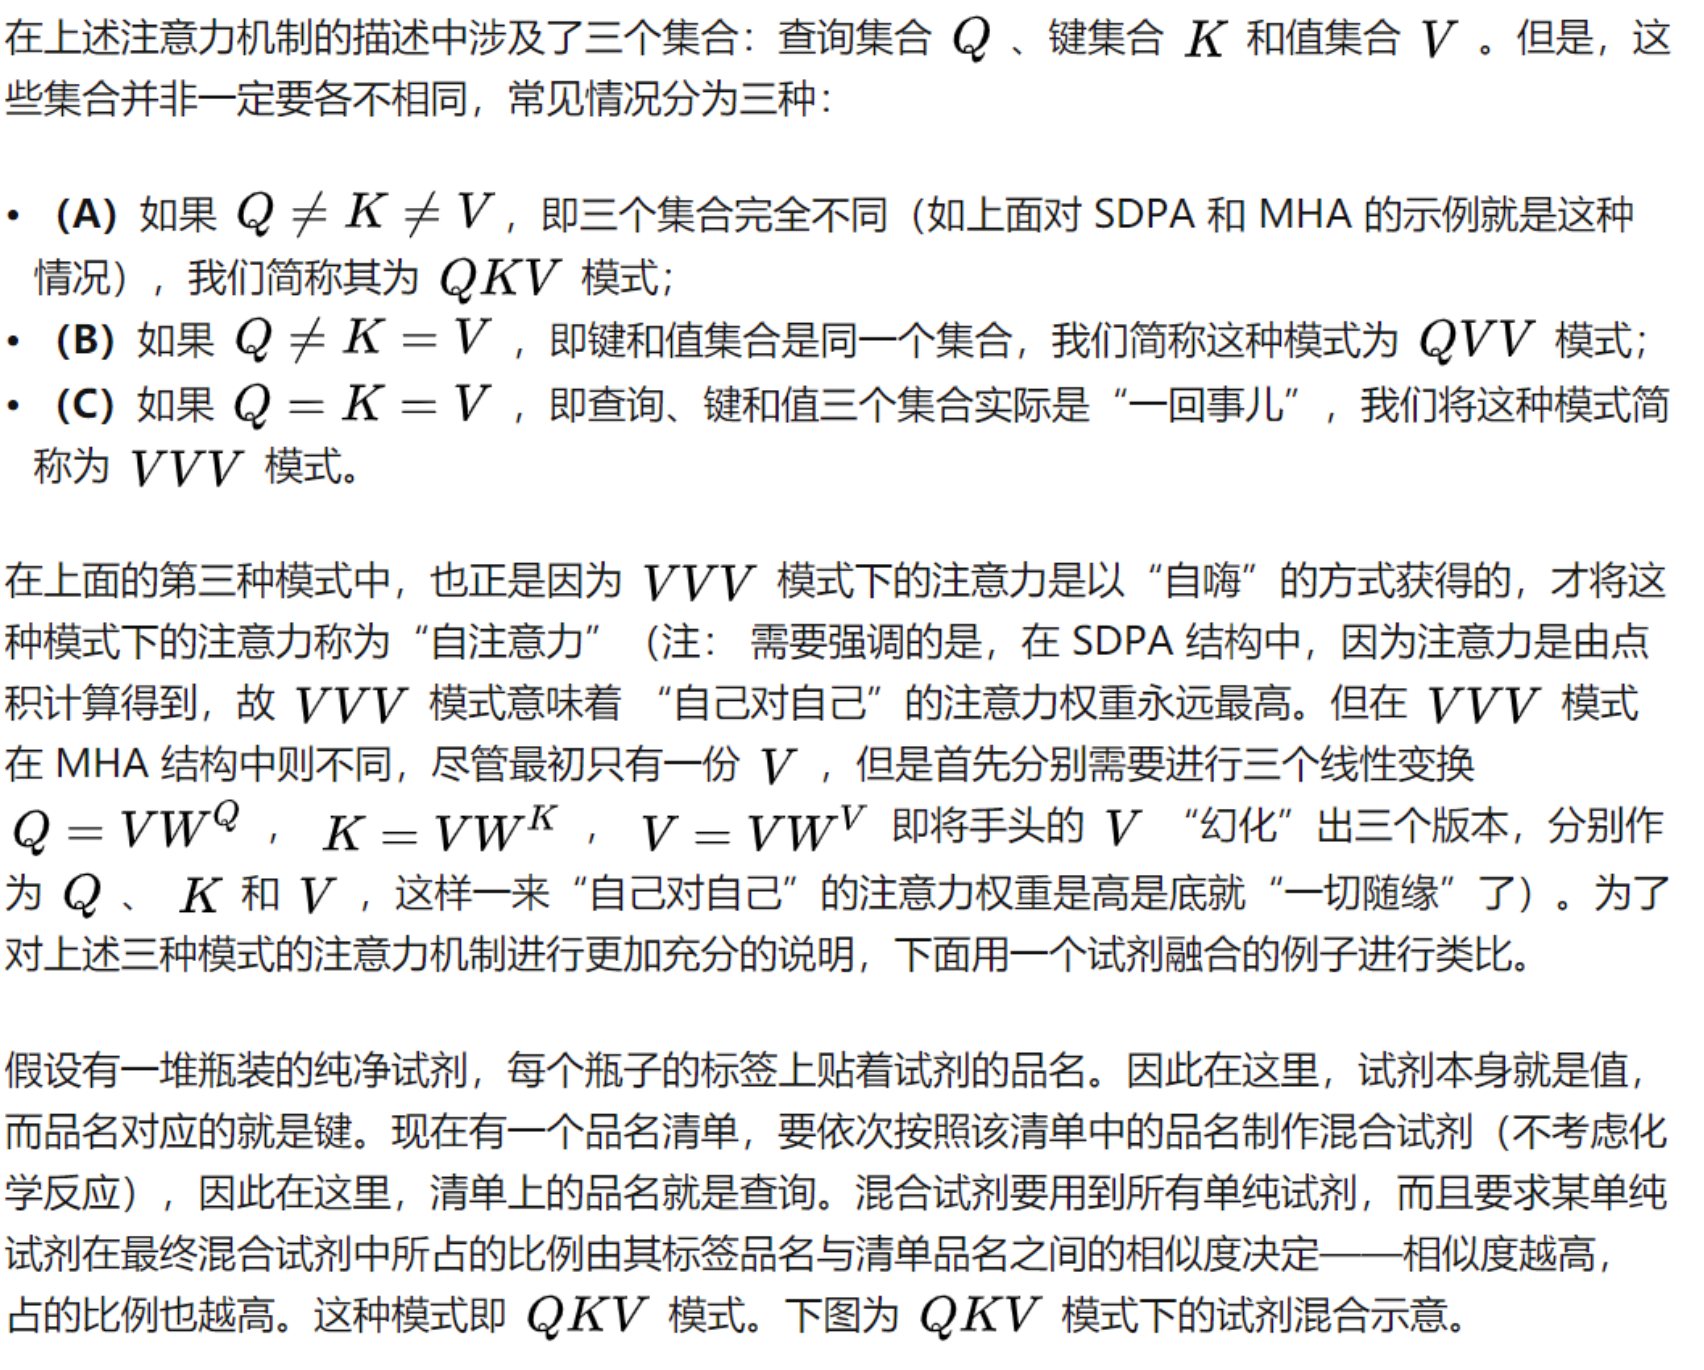 在上述注意力机制的描述中涉及了三个集合：查询集合 Q 、键集合 K 和值集合 V 。但是，这
些集合并非一定要各不相同，常见情况分为三种：
• （A）如果 Q ≠ K ≠ V ，即三个集合完全不同（如上面对 SDPA 和 MHA 的示例就是这种
情况），我们简称其为 QKV 模式；
• （B）如果 Q ≠ K = V ，即键和值集合是同一个集合，我们简称这种模式为 QVV 模式；
• （C）如果 Q = K = V ，即查询、键和值三个集合实际是“一回事儿”，我们将这种模式简
称为 VVV 模式。
在上面的第三种模式中，也正是因为 VVV 模式下的注意力是以“自嗨”的方式获得的，才将这
种模式下的注意力称为“自注意力”（注： 需要强调的是，在 SDPA 结构中，因为注意力是由点
积计算得到，故 VVV 模式意味着 “自己对自己”的注意力权重永远最高。但在 VVV 模式
在 MHA 结构中则不同，尽管最初只有一份 V ，但是首先分别需要进行三个线性变换
Q = VW^Q ， K = VW^K ， V = VW^V 即将手头的 V “幻化”出三个版本，分别作
为 Q 、 K 和 V ，这样一来“自己对自己”的注意力权重是高是底就“一切随缘”了）。为了
对上述三种模式的注意力机制进行更加充分的说明，下面用一个试剂融合的例子进行类比。
假设有一堆瓶装的纯净试剂，每个瓶子的标签上贴着试剂的品名。因此在这里，试剂本身就是值，
而品名对应的就是键。现在有一个品名清单，要依次按照该清单中的品名制作混合试剂（不考虑化
学反应），因此在这里，清单上的品名就是查询。混合试剂要用到所有单纯试剂，而且要求某单纯
试剂在最终混合试剂中所占的比例由其标签品名与清单品名之间的相似度决定——相似度越高，
占的比例也越高。这种模式即 QKV 模式。下图为 QKV 模式下的试剂混合示意。